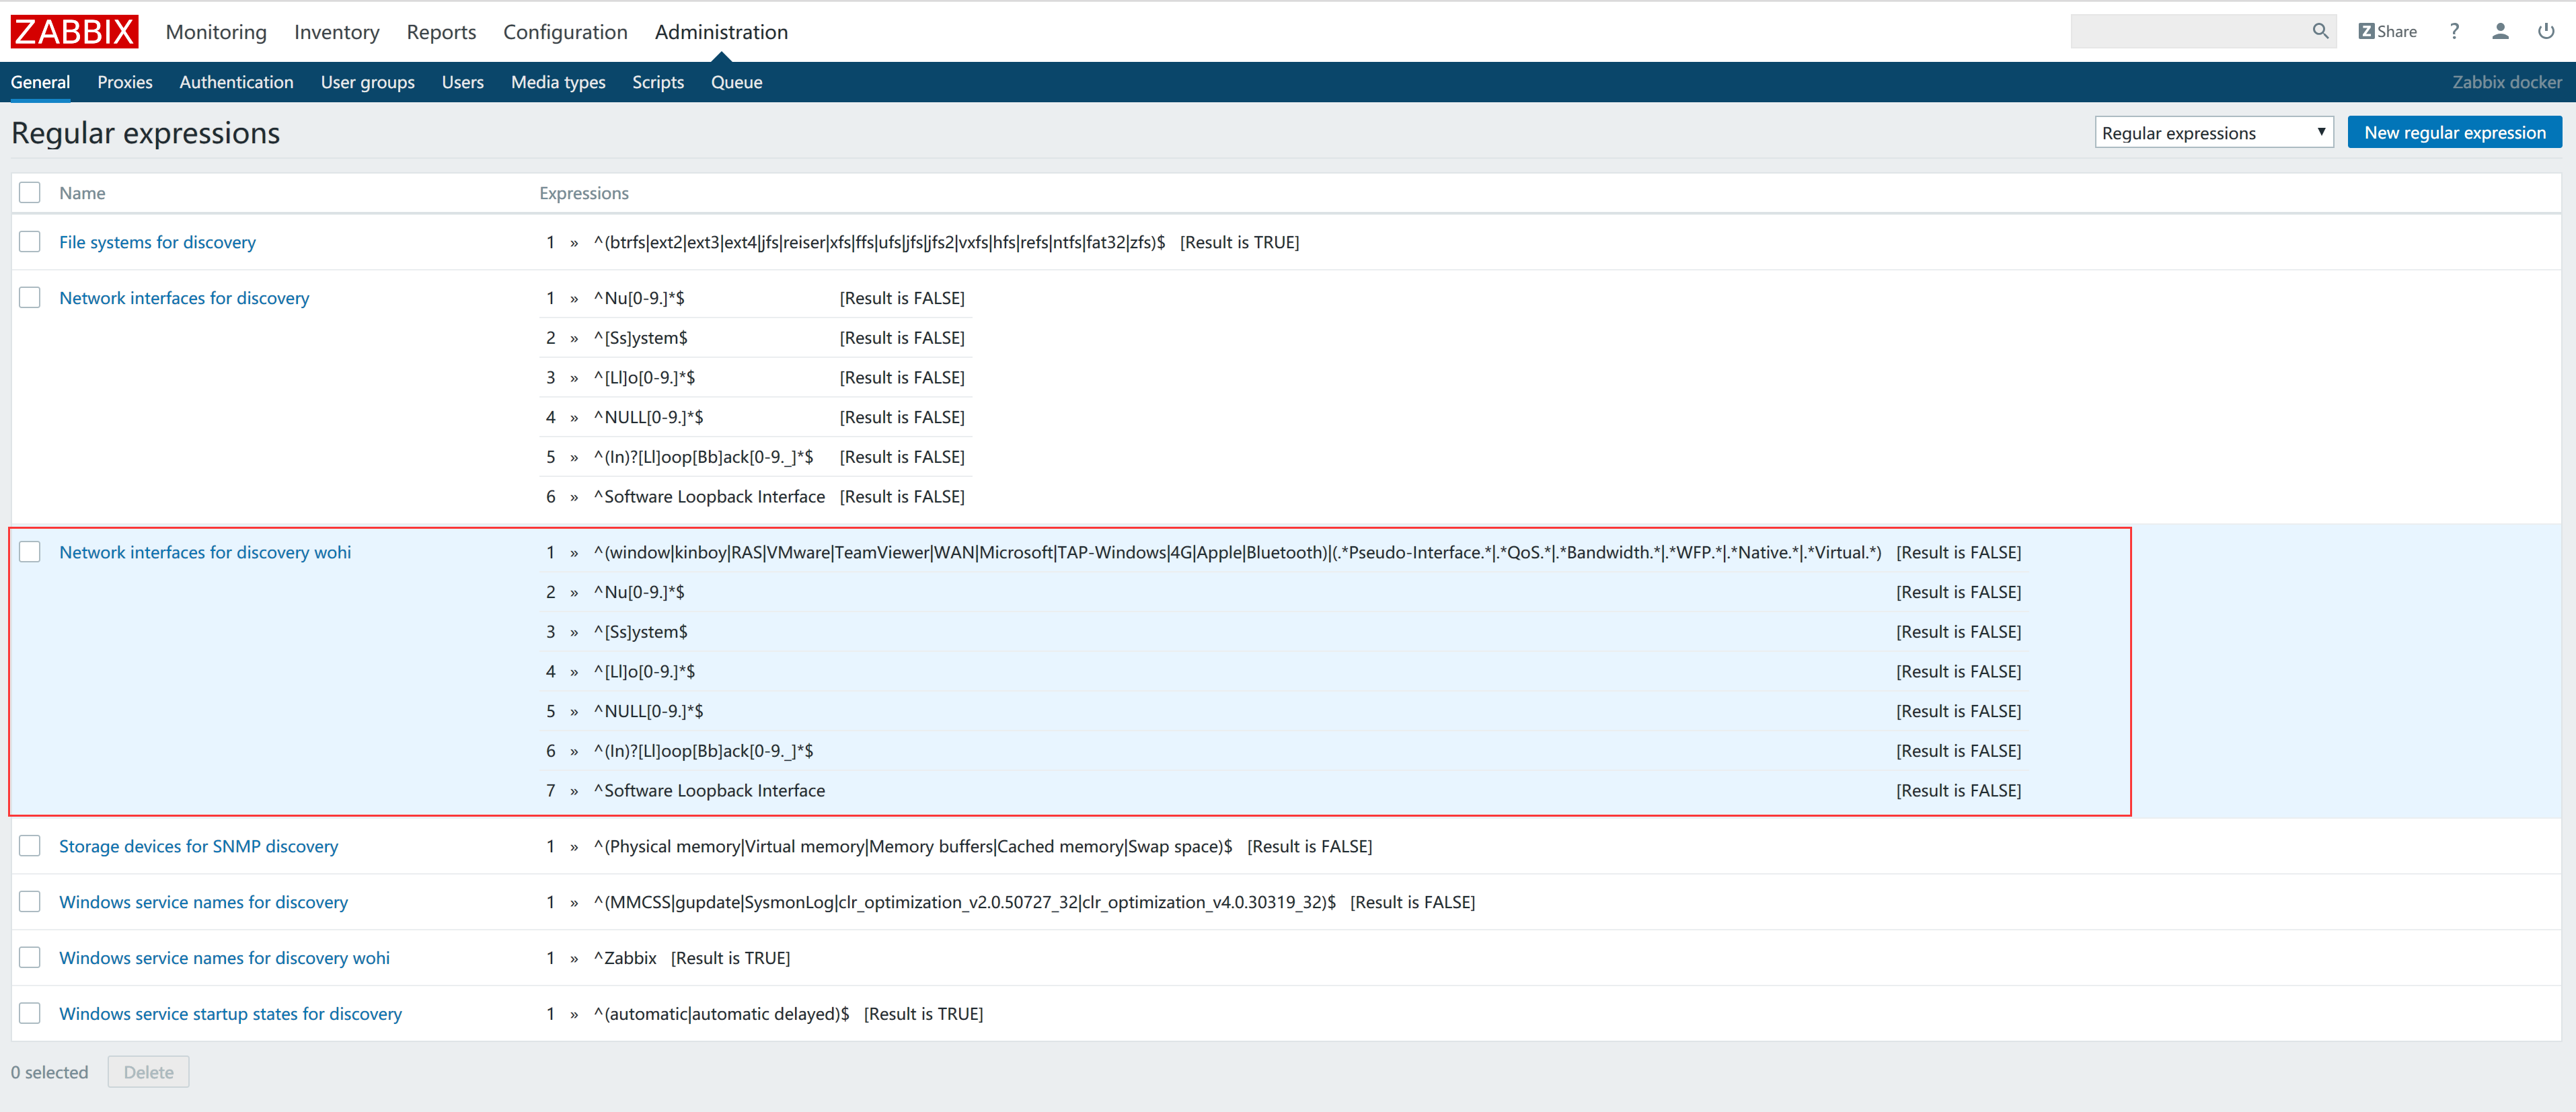 ZABBIX Monitoring Inventory Reports Configuration Administration Z Share ?
General Proxies Authentication User groups Users Media types Scripts Queue Zabbix docker
Regular expressions Regular expressions ▼ New regular expression
Name Expressions
File systems for discovery 1 » ^(btrfs|ext2|ext3|ext4|jfs|reiser|xfs|ffs|ufs|jfs|jfs2|vxfs|hfs|refs|ntfs|fat32|zfs)$ [Result is TRUE]
Network interfaces for discovery 1 » ^Nu[0-9.]*$ [Result is FALSE]
2 » ^[Ss]ystem$ [Result is FALSE]
3 » ^[Ll]o[0-9.]*$ [Result is FALSE]
4 » ^NULL[0-9.]*$ [Result is FALSE]
5 » ^(In)?[Ll]oop[Bb]ack[0-9._]*$ [Result is FALSE]
6 » ^Software Loopback Interface [Result is FALSE]
Network interfaces for discovery wohi 1 » ^(window|kinboy|RAS|VMware|TeamViewer|WAN|Microsoft|TAP-Windows|4G|Apple|Bluetooth)|(.*Pseudo-Interface.*|.*QoS.*|.*Bandwidth.*|.*WFP.*|.*Native.*|.*Virtual.*) [Result is FALSE]
2 » ^Nu[0-9.]*$ [Result is FALSE]
3 » ^[Ss]ystem$ [Result is FALSE]
4 » ^[Ll]o[0-9.]*$ [Result is FALSE]
5 » ^NULL[0-9.]*$ [Result is FALSE]
6 » ^(In)?[Ll]oop[Bb]ack[0-9._]*$ [Result is FALSE]
7 » ^Software Loopback Interface [Result is FALSE]
Storage devices for SNMP discovery 1 » ^(Physical memory|Virtual memory|Memory buffers|Cached memory|Swap space)$ [Result is FALSE]
Windows service names for discovery 1 » ^(MMCSS|gupdate|SysmonLog|clr_optimization_v2.0.50727_32|clr_optimization_v4.0.30319_32)$ [Result is FALSE]
Windows service names for discovery wohi 1 » ^Zabbix [Result is TRUE]
Windows service startup states for discovery 1 » ^(automatic|automatic delayed)$ [Result is TRUE]
0 selected Delete